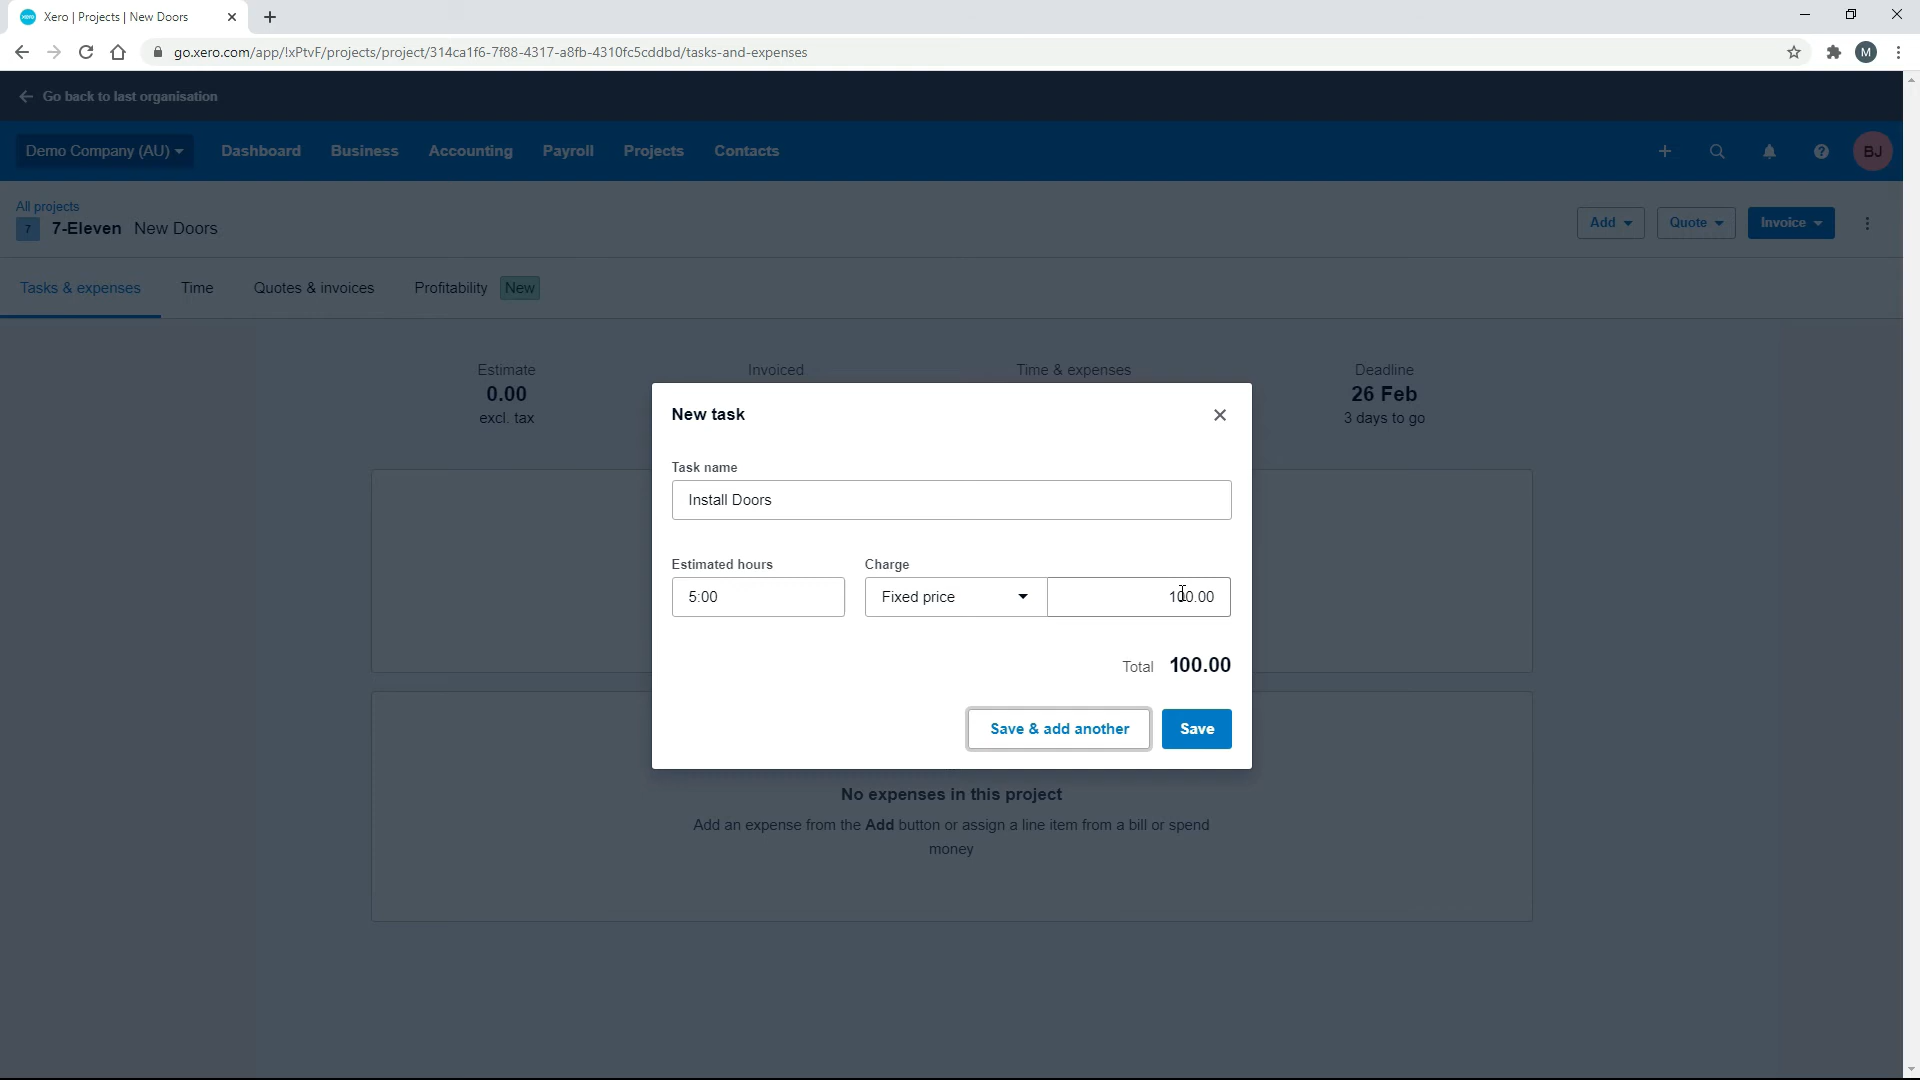 xero Xero | Projects | New Doors
go.xero.com/app/!xPtvF/projects/project/314ca1f6-7f88-4317-a8fb-4310fc5cddbd/tasks-and-expenses
M
Go back to last organisation
Demo Company (AU) Dashboard Business Accounting Payroll Projects Contacts
? BJ
All projects
7 7-Eleven New Doors
Add Quote Invoice
Tasks & expenses Time Quotes & invoices Profitability New
Estimate Invoiced Time & expenses Deadline
0.00 26 Feb
excl. tax 3 days to go
New task
Task name
Install Doors
Estimated hours Charge
5:00 Fixed price 100.00
Total 100.00
Save & add another Save
No expenses in this project
Add an expense from the Add button or assign a line item from a bill or spend
money